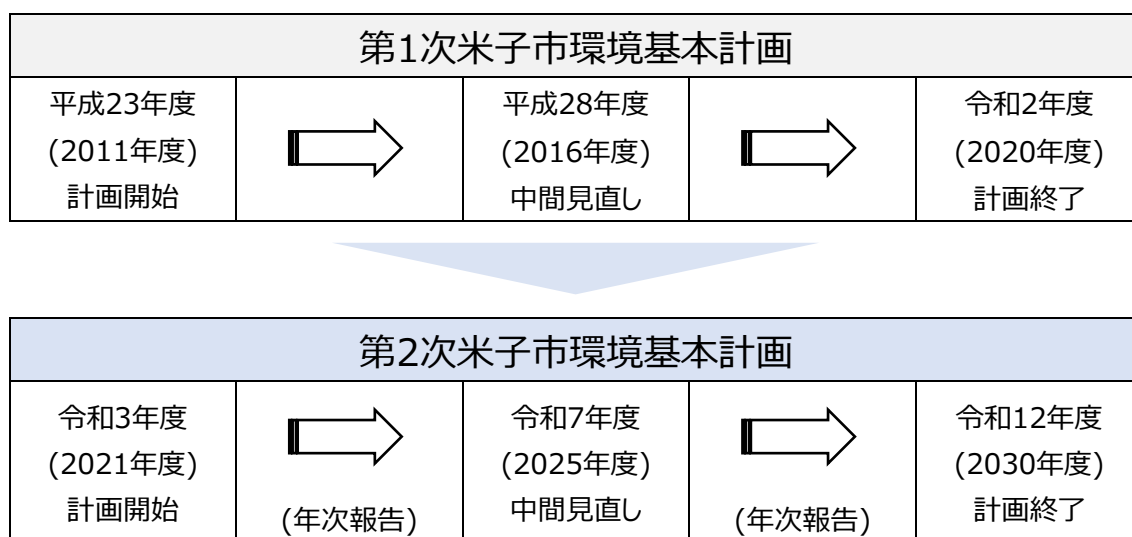 第1次米子市環境基本計画
平成23年度
(2011年度)
計画開始
平成28年度
(2016年度)
中間見直し
令和2年度
(2020年度)
計画終了
第2次米子市環境基本計画
令和3年度
(2021年度)
計画開始
(年次報告)
令和7年度
(2025年度)
中間見直し
(年次報告)
令和12年度
(2030年度)
計画終了